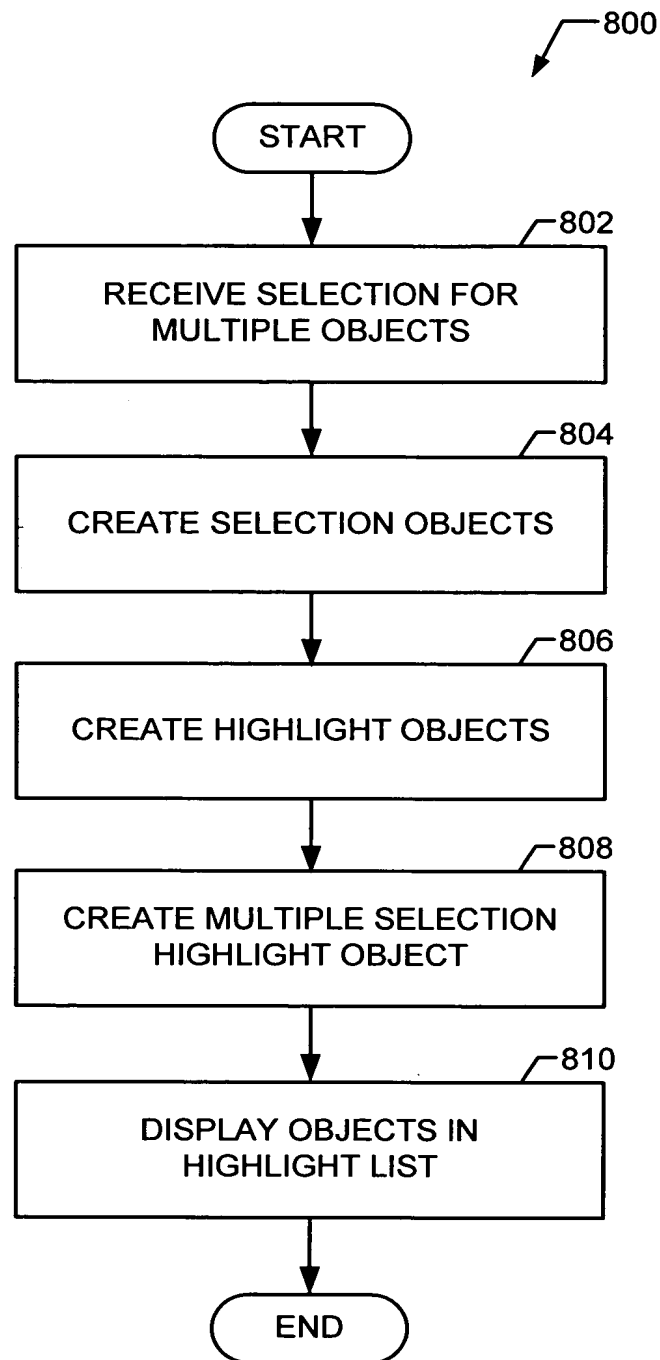 800
START
802
RECEIVE SELECTION FOR
MULTIPLE OBJECTS
804
CREATE SELECTION OBJECTS
806
CREATE HIGHLIGHT OBJECTS
808
CREATE MULTIPLE SELECTION
HIGHLIGHT OBJECT
810
DISPLAY OBJECTS IN
HIGHLIGHT LIST
END